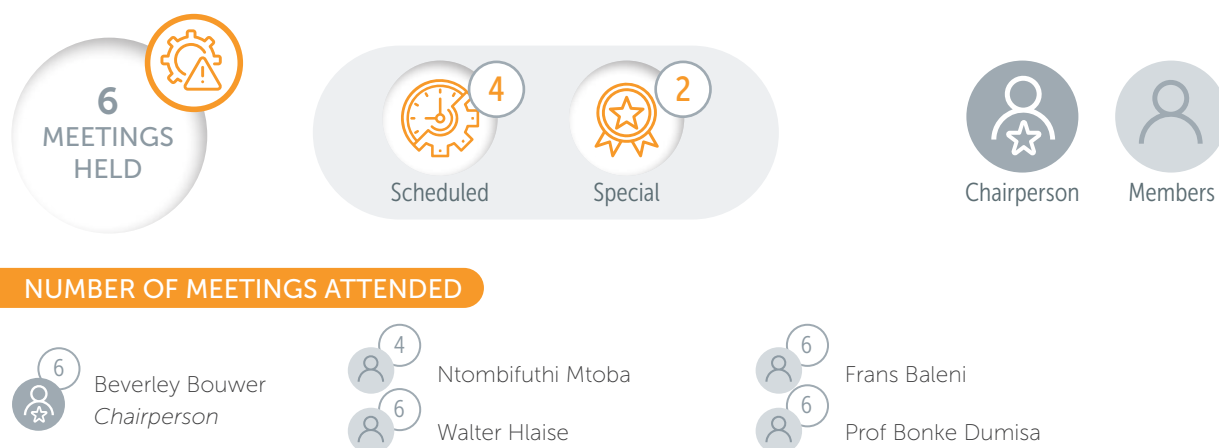 6
MEETINGS
HELD
4
Scheduled
2
Special
Chairperson
Members
NUMBER OF MEETINGS ATTENDED
6
Beverley Bouwer
Chairperson
4
Ntombifuthi Mtoba
6
Walter Hlaise
6
Frans Baleni
6
Prof Bonke Dumisa